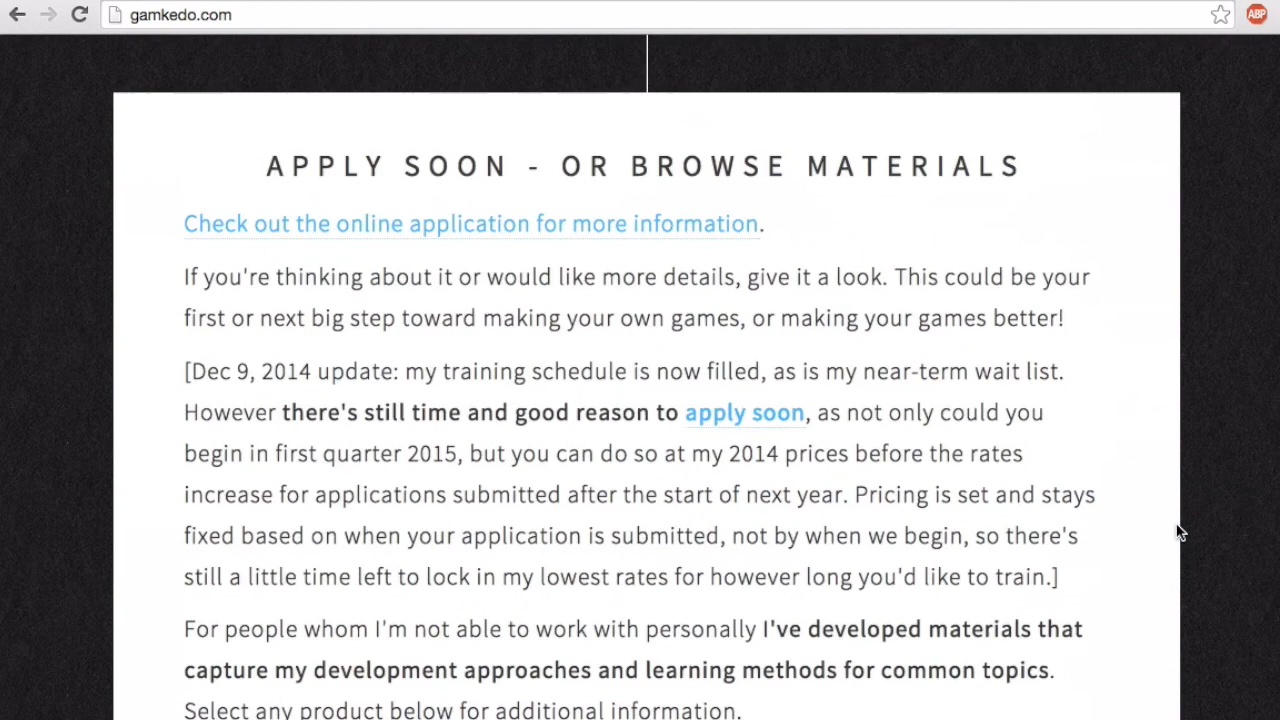 gamkedo.com
ABP
APPLY SOON - OR BROWSE MATERIALS
Check out the online application for more information.
If you're thinking about it or would like more details, give it a look. This could be your
first or next big step toward making your own games, or making your games better!
[Dec 9, 2014 update: my training schedule is now filled, as is my near-term wait list.
However there's still time and good reason to apply soon, as not only could you
begin in first quarter 2015, but you can do so at my 2014 prices before the rates
increase for applications submitted after the start of next year. Pricing is set and stays
fixed based on when your application is submitted, not by when we begin, so there's
still a little time left to lock in my lowest rates for however long you'd like to train.]
For people whom I'm not able to work with personally I've developed materials that
capture my development approaches and learning methods for common topics.
Select any product below for additional information.